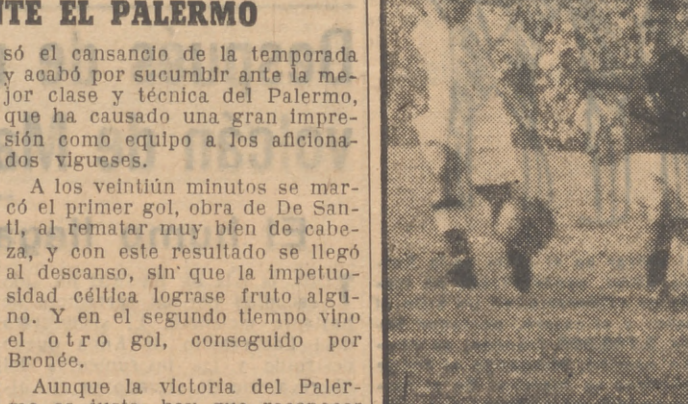 NTE EL PALERMO
só el cansancio de la temporada
y acabó por sucumbir ante la me-
jor clase y técnica del Palermo,
que ha causado una gran impre-
sión como equipo a los aficiona-
dos vigueses.
A los veintiún minutos se mar-
có el primer gol, obra de De San-
ti, al rematar muy bien de cabe-
za, y con este resultado se llegó
al descanso, sin que la impetuo-
sidad céltica lograse fruto algu-
no. Y en el segundo tiempo vino
el otro gol, conseguido por
Bronée.
Aunque la victoria del Paler-